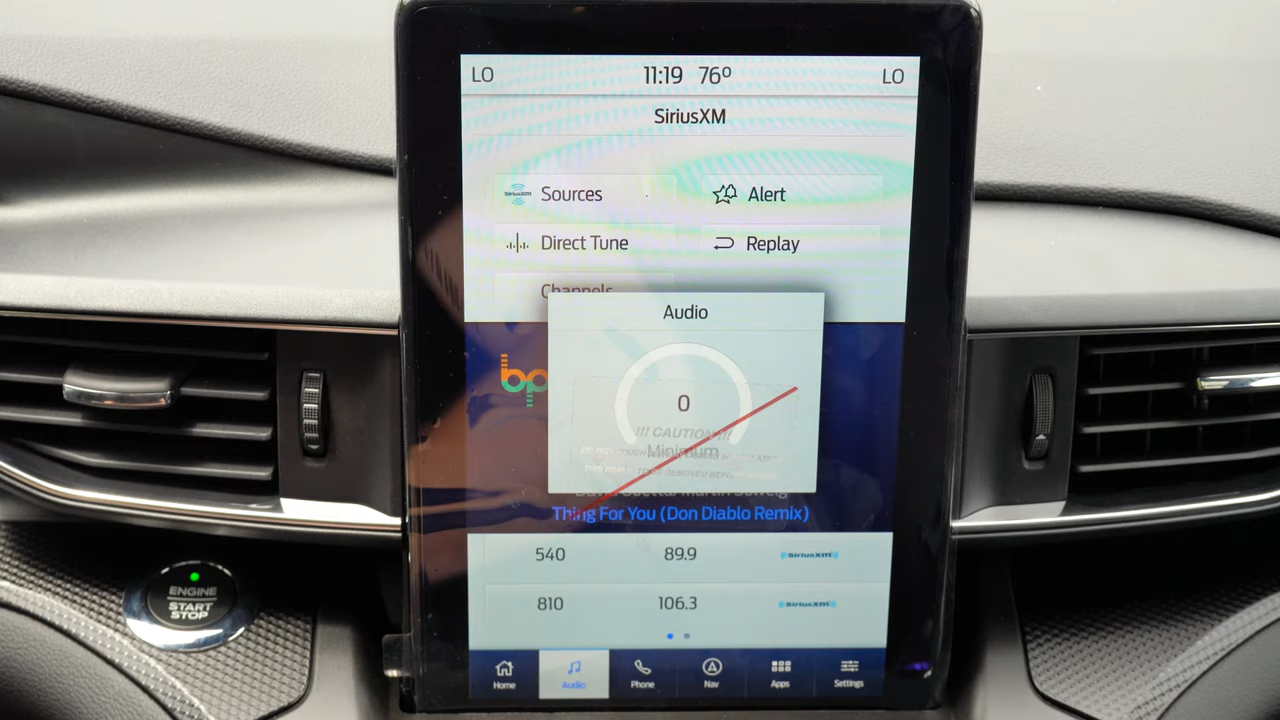 LO 11:19 76º LO
SiriusXM
SiriusXM Sources
Alert
Direct Tune
Replay
Channels
Audio
bp
0
!!! CAUTION !!!
Minimum
Thing For You (Don Diablo Remix)
540 89.9 SiriusXM
810 106.3 SiriusXM
Home Audio Phone Nav Apps Settings
ENGINE
START
STOP